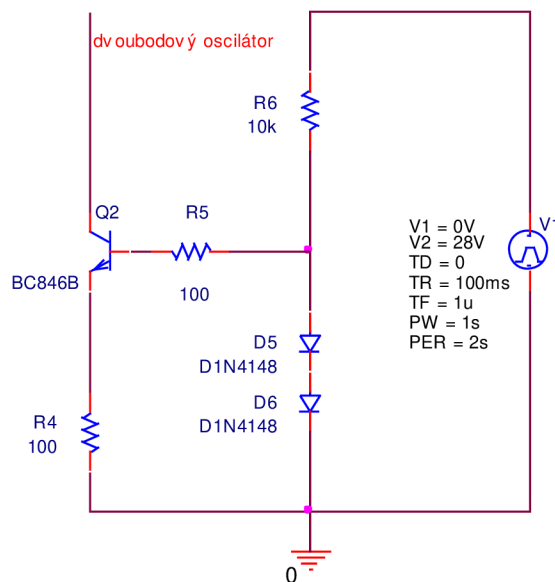 dvoubodový oscilátor
R6
10k
Q2
R5
BC846B
100
V1 = 0V
V2 = 28V
TD = 0
TR = 100ms
TF = 1u
PW = 1s
PER = 2s
V1
D5
D1N4148
D6
D1N4148
R4
100
0